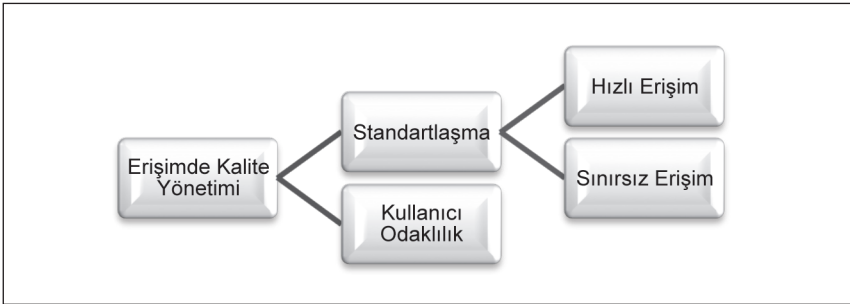 Erişimde Kalite
Yönetimi
Standartlaşma
Kullanıcı
Odaklılık
Hızlı Erişim
Sınırsız Erişim